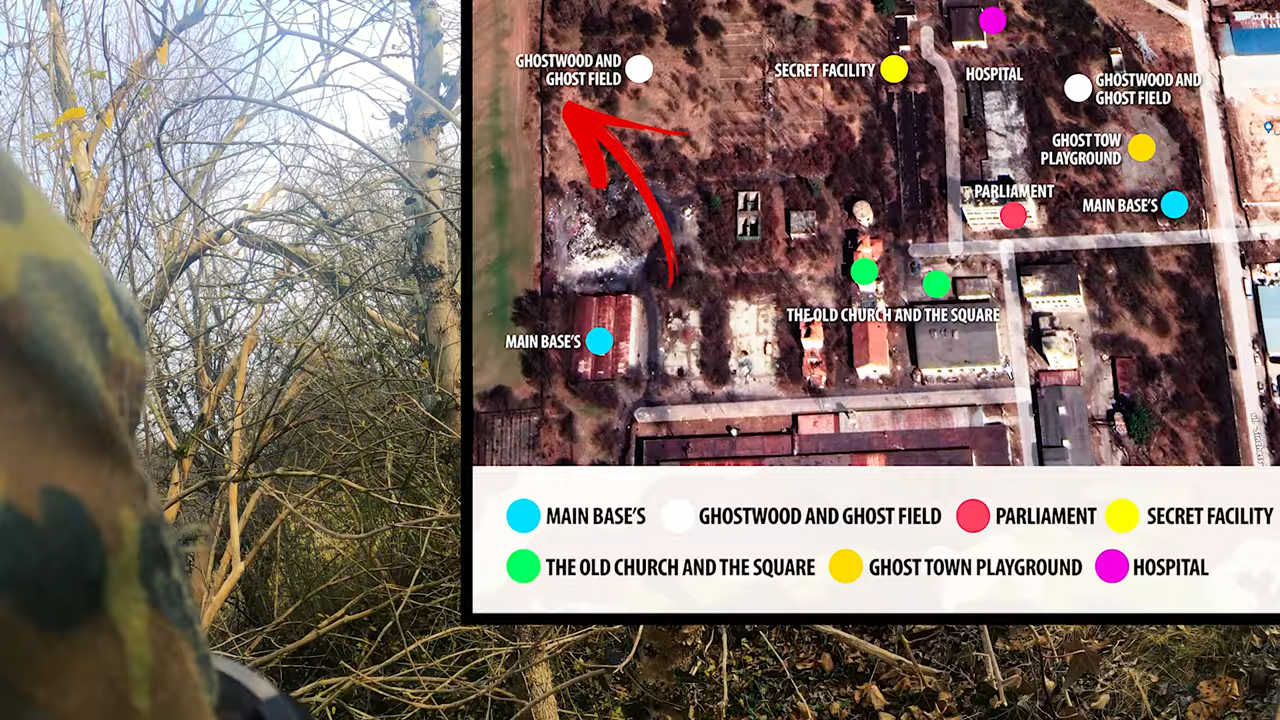 GHOSTWOOD AND
GHOST FIELD
SECRET FACILITY
HOSPITAL
GHOSTWOOD AND
GHOST FIELD
GHOST TOW
PLAYGROUND
PARLIAMENT
MAIN BASE'S
THE OLD CHURCH AND THE SQUARE
MAIN BASE'S
MAIN BASE'S
GHOSTWOOD AND GHOST FIELD
PARLIAMENT
SECRET FACILITY
THE OLD CHURCH AND THE SQUARE
GHOST TOWN PLAYGROUND
HOSPITAL